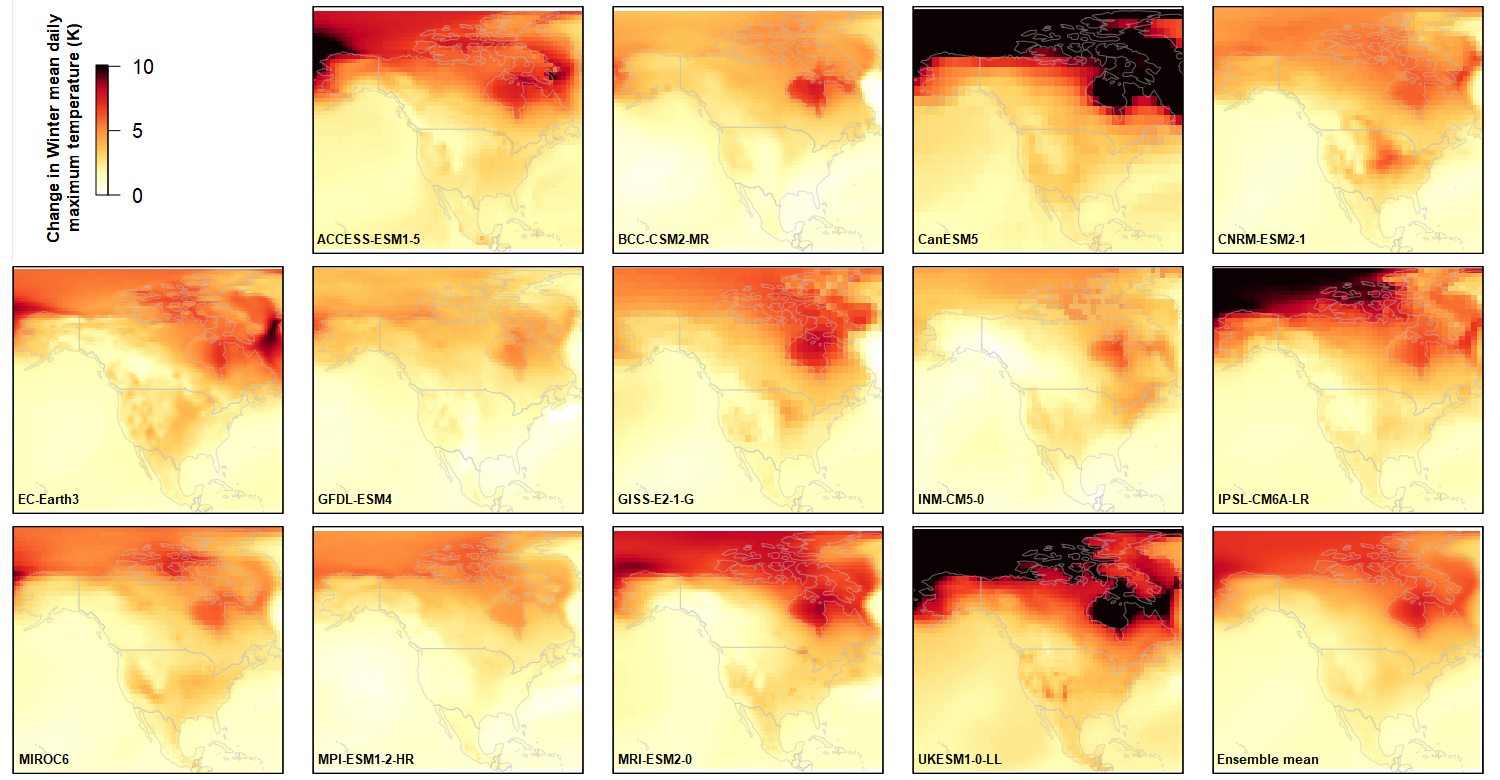 Change in Winter mean daily
maximum temperature (K)
10
5
0
ACCESS-ESM1-5
BCC-CSM2-MR
CanESM5
CNRM-ESM2-1
EC-Earth3
GFDL-ESM4
GISS-E2-1-G
INM-CM5-0
IPSL-CM6A-LR
MIROC6
MPI-ESM1-2-HR
MRI-ESM2-0
UKESM1-0-LL
Ensemble mean